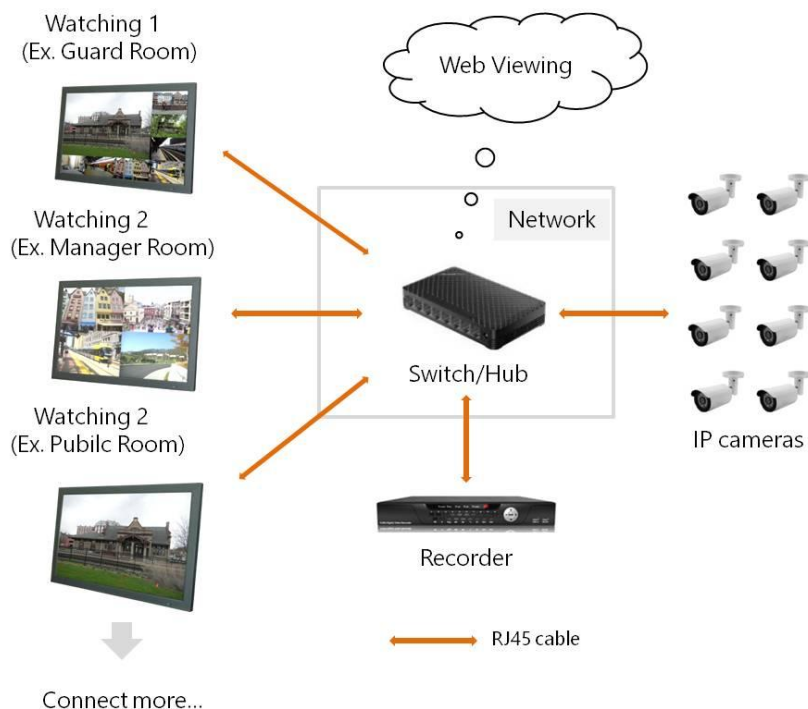 Watching 1
(Ex. Guard Room)
Web Viewing
Network
Watching 2
(Ex. Manager Room)
Switch/Hub
Watching 2
(Ex. Pubilc Room)
IP cameras
Recorder
RJ45 cable
Connect more...